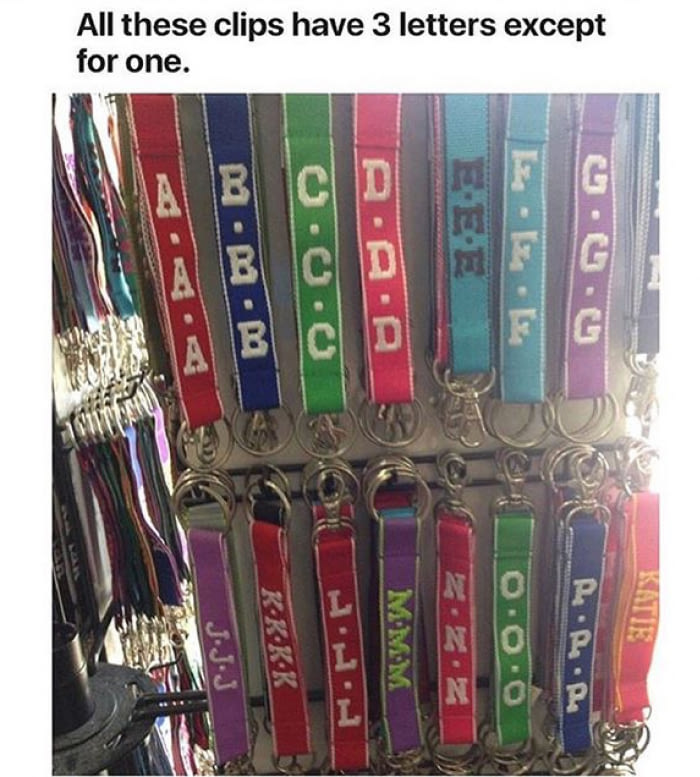 All these clips have 3 letters except
for one.
A·A·A
B·B·B
C·C·C
D·D·D
E·E·E
F·F·F
G·G·G
J·J·J
K·K·K·K
L·L·L
M·M·M
N·N·N
O·O·O
P·P·P
KATIE